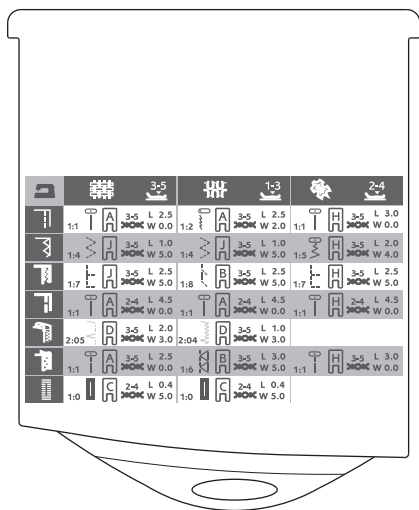 3-5 1-3 2-4
1:1 A 3-5 L 2.5 W 0.0 1:2 A 3-5 L 2.5 W 2.0 1:1 H 3-5 L 3.0 W 0.0
1:4 J 3-5 L 1.0 W 5.0 1:4 J 3-5 L 1.0 W 5.0 1:5 H 3-5 L 2.0 W 4.0
1:7 J 3-5 L 2.5 W 5.0 1:8 B 3-5 L 2.5 W 5.0 1:7 H 3-5 L 2.5 W 5.0
1:1 A 2-4 L 4.5 W 0.0 1:1 A 2-4 L 4.5 W 0.0 1:1 H 2-4 L 4.5 W 0.0
2:05 D 3-5 L 2.0 W 3.0 2:04 D 3-5 L 1.0 W 3.0
1:1 A 3-5 L 2.5 W 0.0 1:6 B 3-5 L 3.0 W 5.0 1:1 H 3-5 L 3.0 W 0.0
1:0 C 2-4 L 0.4 W 5.0 1:0 C 2-4 L 0.4 W 5.0